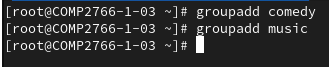 [root@COMP2766-1-03 ~]# groupadd comedy
[root@COMP2766-1-03 ~]# groupadd music
[root@COMP2766-1-03 ~]#